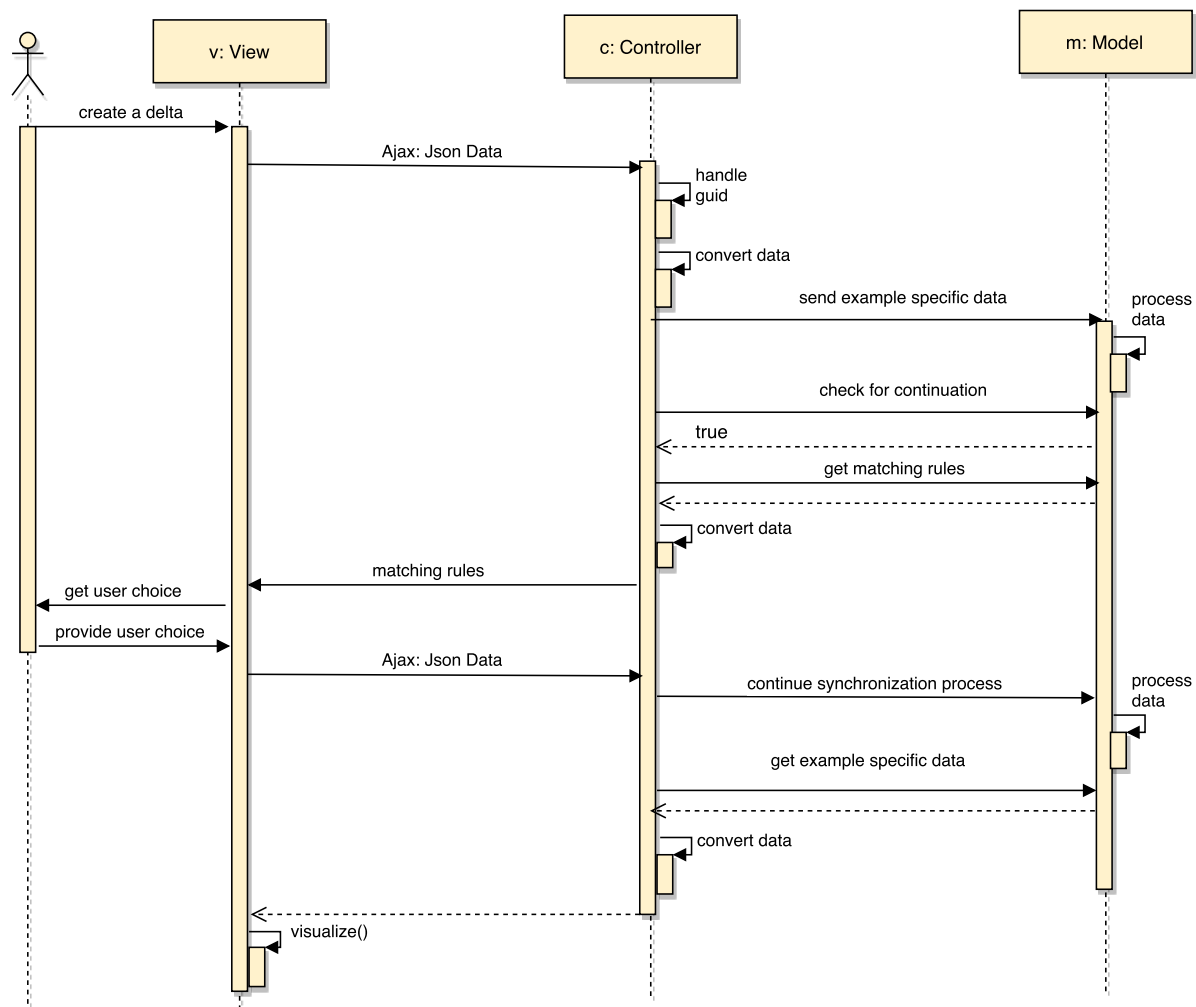 v: View
c: Controller
m: Model
create a delta
Ajax: Json Data
handle
guid
convert data
send example specific data
process
data
check for continuation
true
get matching rules
convert data
matching rules
get user choice
provide user choice
Ajax: Json Data
continue synchronization process
process
data
get example specific data
convert data
visualize()